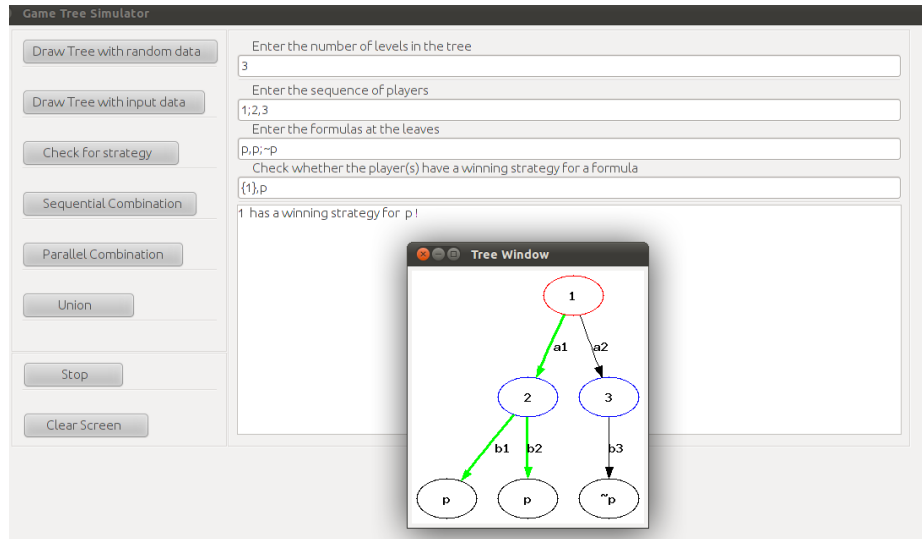 Game Tree Simulator
Draw Tree with random data
Draw Tree with input data
Check for strategy
Sequential Combination
Parallel Combination
Union
Stop
Clear Screen
Enter the number of levels in the tree
3
Enter the sequence of players
1;2,3
Enter the formulas at the leaves
p,p;~p
Check whether the player(s) have a winning strategy for a formula
{1},p
1 has a winning strategy for p!
Tree Window
1
a1 a2
2 3
b1 b2 b3
p p ~p